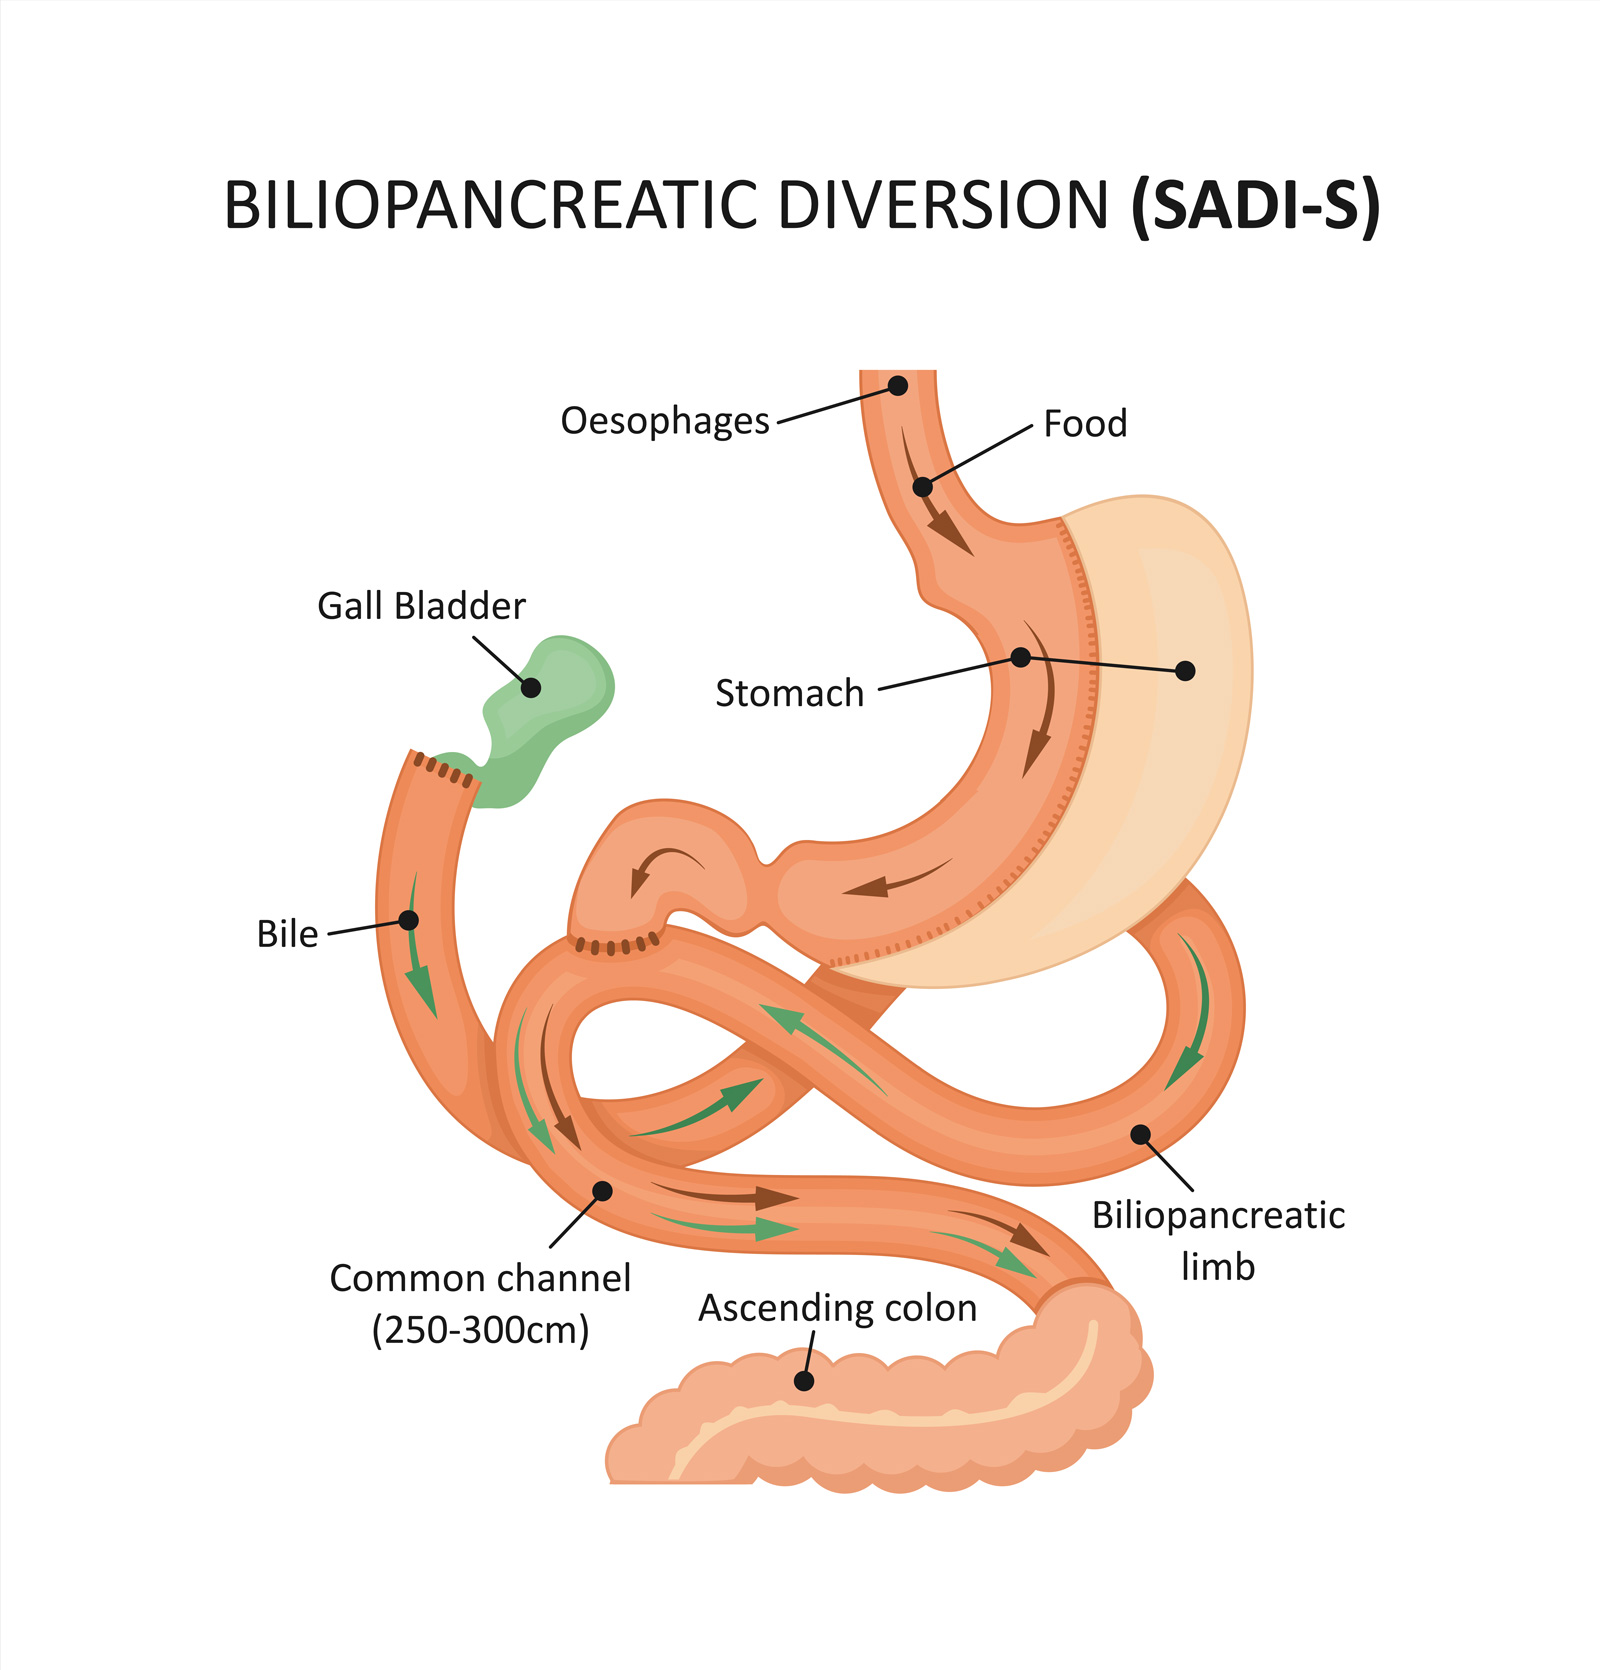 BILIOPANCREATIC DIVERSION (SADI-S)
Oesophages
Food
Gall Bladder
Stomach
Bile
Biliopancreatic
limb
Common channel
(250-300cm)
Ascending colon